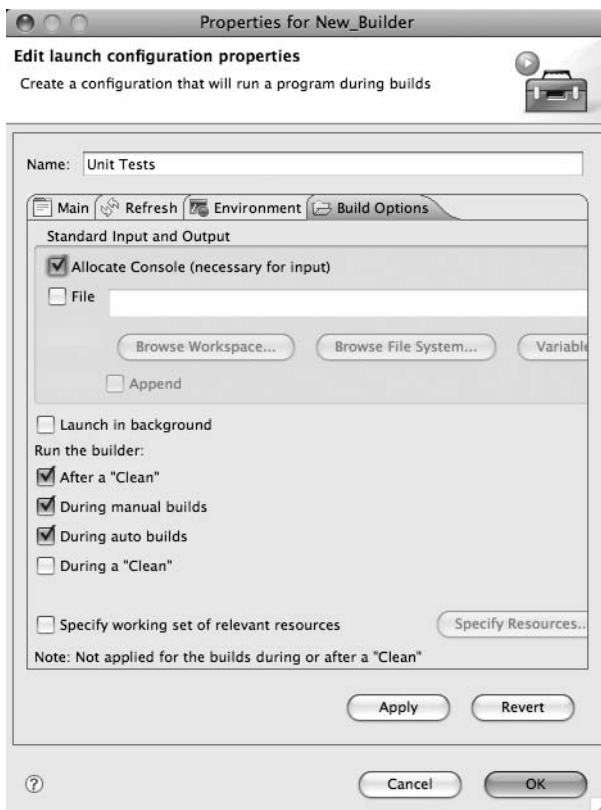 Properties for New_Builder
Edit launch configuration properties
Create a configuration that will run a program during builds
Name: Unit Tests
Main Refresh Environment Build Options
Standard Input and Output
Allocate Console (necessary for input)
File
Browse Workspace... Browse File System... Variable
Append
Launch in background
Run the builder:
After a "Clean"
During manual builds
During auto builds
During a "Clean"
Specify working set of relevant resources Specify Resources..
Note: Not applied for the builds during or after a "Clean"
Apply Revert
? Cancel OK